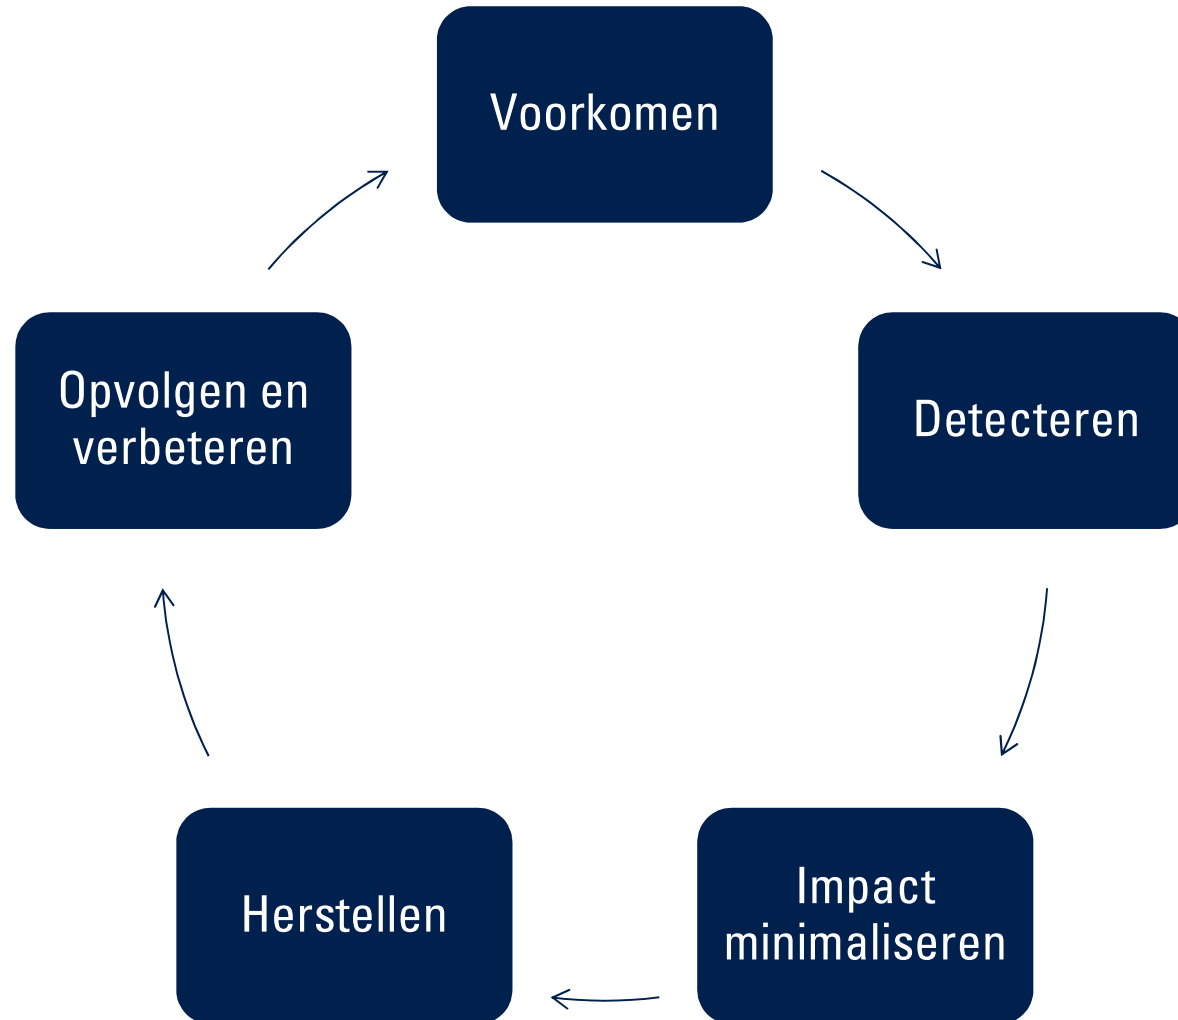 Voorkomen
Detecteren
Impact
minimaliseren
Herstellen
Opvolgen en
verbeteren